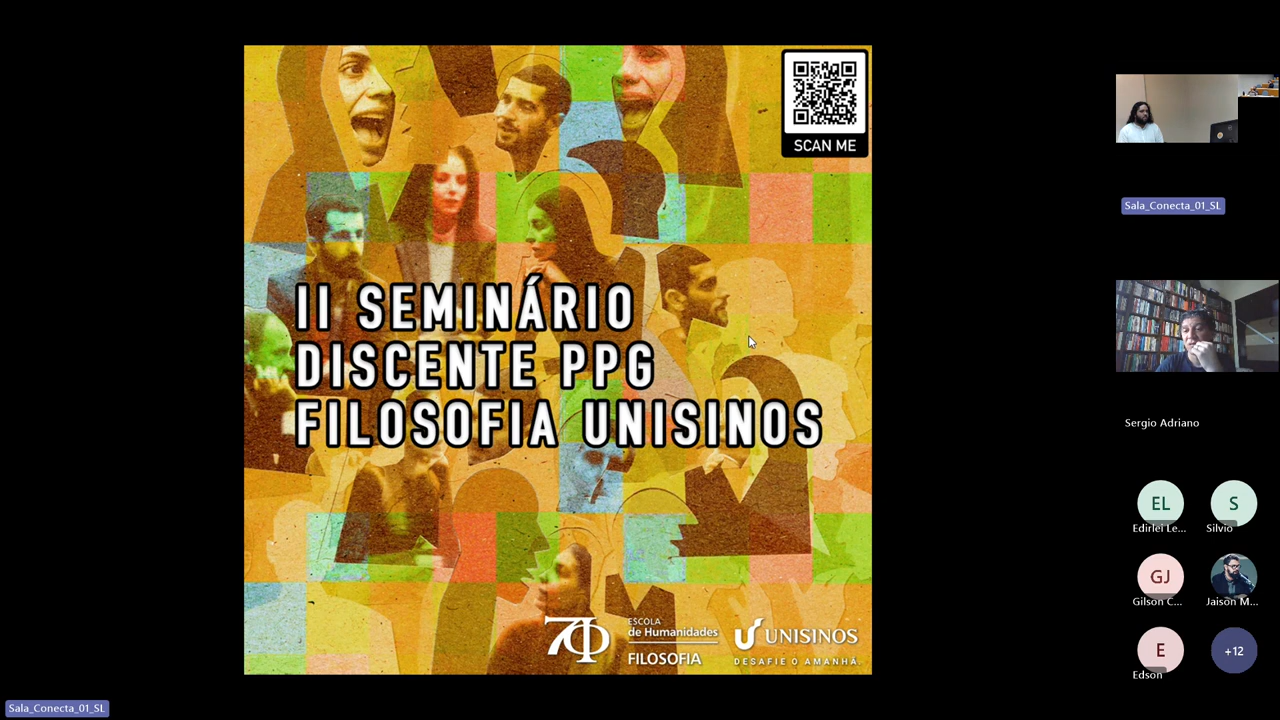 SCAN ME
II SEMINÁRIO
DISCENTE PPG
FILOSOFIA UNISINOS
7Φ
ESCOLA
de Humanidades
FILOSOFIA
UNISINOS
DESAFIE O AMANHÃ.
Sala_Conecta_01_SL
Sergio Adriano
EL
S
Edirlei Le...
Silvio
GJ
Gilson C...
Jaison M...
E
+12
Edson
Sala_Conecta_01_SL